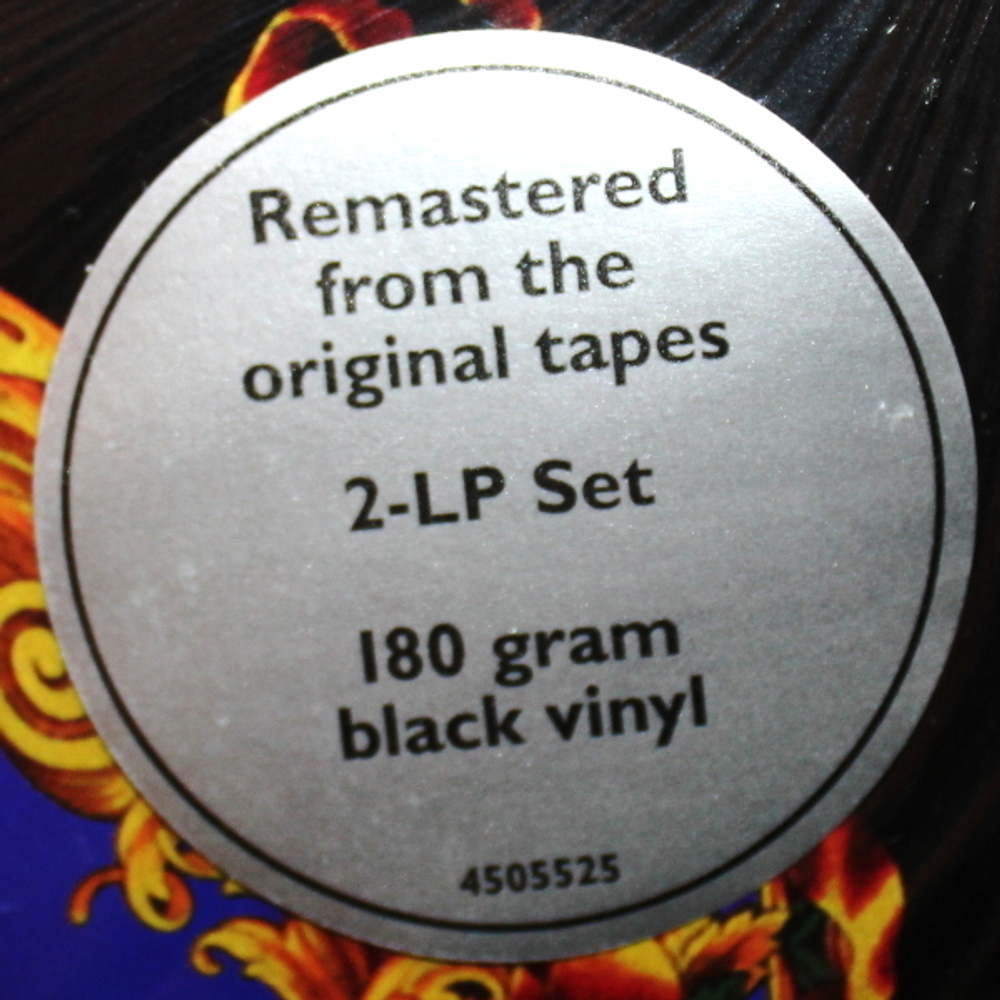 Remastered
from the
original tapes
2-LP Set
180 gram
black vinyl
4505525